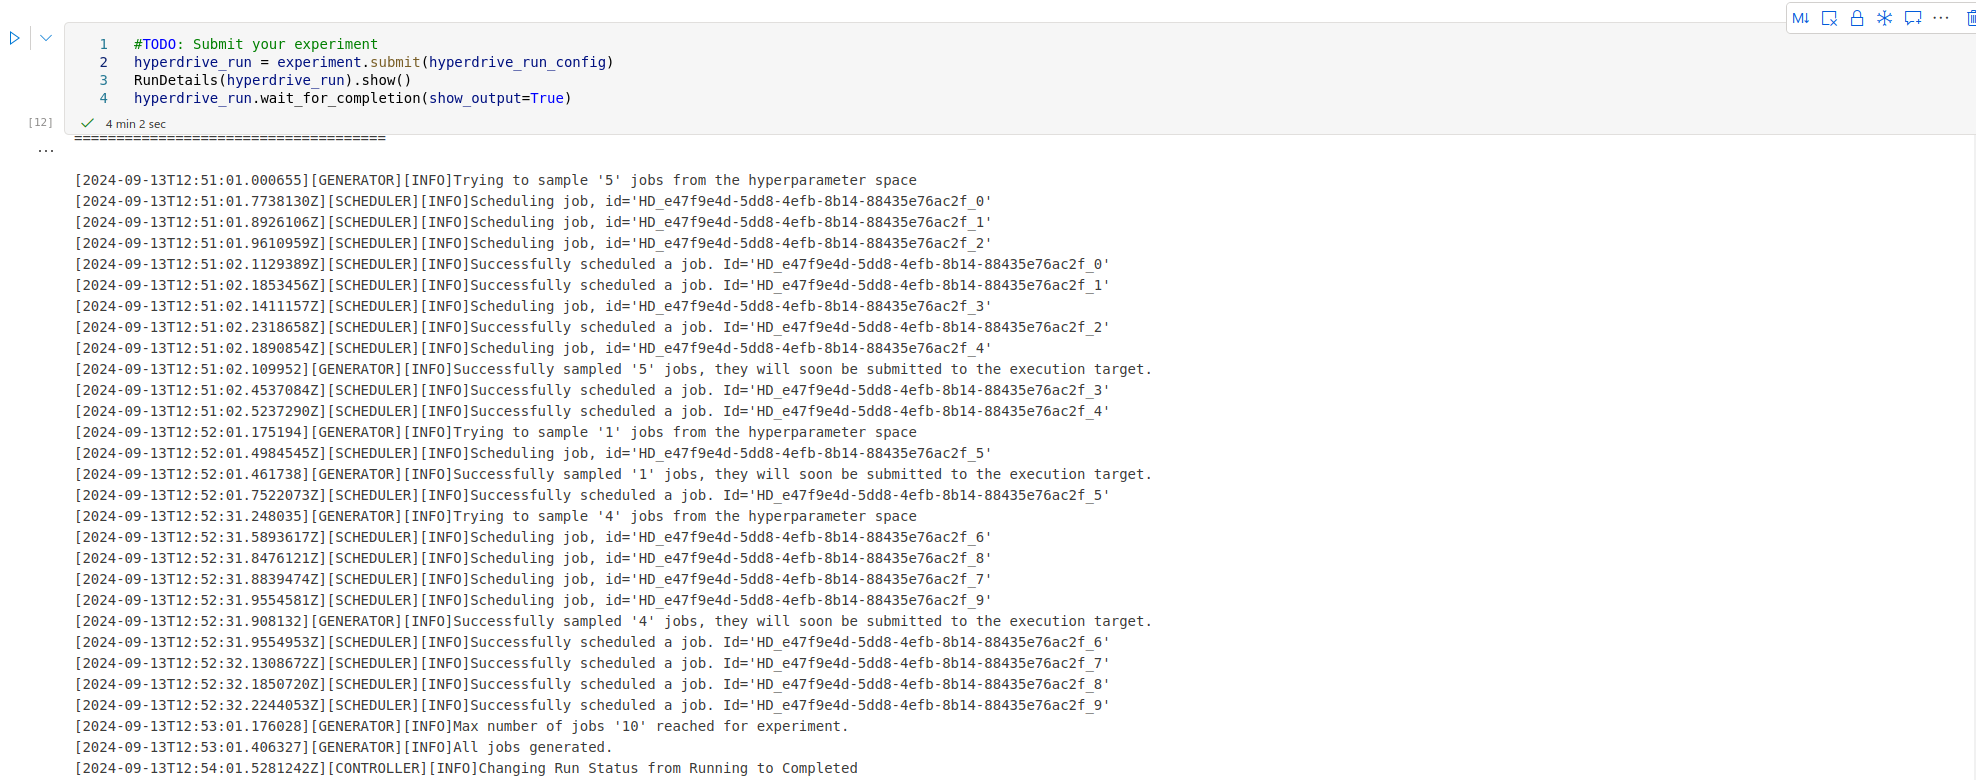 M↓
1 #TODO: Submit your experiment
2 hyperdrive_run = experiment.submit(hyperdrive_run_config)
3 RunDetails(hyperdrive_run).show()
4 hyperdrive_run.wait_for_completion(show_output=True)
[12] 4 min 2 sec
=====================================
[2024-09-13T12:51:01.000655][GENERATOR][INFO]Trying to sample '5' jobs from the hyperparameter space
[2024-09-13T12:51:01.7738130Z][SCHEDULER][INFO]Scheduling job, id='HD_e47f9e4d-5dd8-4efb-8b14-88435e76ac2f_0'
[2024-09-13T12:51:01.8926106Z][SCHEDULER][INFO]Scheduling job, id='HD_e47f9e4d-5dd8-4efb-8b14-88435e76ac2f_1'
[2024-09-13T12:51:01.9610959Z][SCHEDULER][INFO]Scheduling job, id='HD_e47f9e4d-5dd8-4efb-8b14-88435e76ac2f_2'
[2024-09-13T12:51:02.1129389Z][SCHEDULER][INFO]Successfully scheduled a job. Id='HD_e47f9e4d-5dd8-4efb-8b14-88435e76ac2f_0'
[2024-09-13T12:51:02.1853456Z][SCHEDULER][INFO]Successfully scheduled a job. Id='HD_e47f9e4d-5dd8-4efb-8b14-88435e76ac2f_1'
[2024-09-13T12:51:02.1411157Z][SCHEDULER][INFO]Scheduling job, id='HD_e47f9e4d-5dd8-4efb-8b14-88435e76ac2f_3'
[2024-09-13T12:51:02.2318658Z][SCHEDULER][INFO]Successfully scheduled a job. Id='HD_e47f9e4d-5dd8-4efb-8b14-88435e76ac2f_2'
[2024-09-13T12:51:02.1890854Z][SCHEDULER][INFO]Scheduling job, id='HD_e47f9e4d-5dd8-4efb-8b14-88435e76ac2f_4'
[2024-09-13T12:51:02.109952][GENERATOR][INFO]Successfully sampled '5' jobs, they will soon be submitted to the execution target.
[2024-09-13T12:51:02.4537084Z][SCHEDULER][INFO]Successfully scheduled a job. Id='HD_e47f9e4d-5dd8-4efb-8b14-88435e76ac2f_3'
[2024-09-13T12:51:02.5237290Z][SCHEDULER][INFO]Successfully scheduled a job. Id='HD_e47f9e4d-5dd8-4efb-8b14-88435e76ac2f_4'
[2024-09-13T12:52:01.175194][GENERATOR][INFO]Trying to sample '1' jobs from the hyperparameter space
[2024-09-13T12:52:01.4984545Z][SCHEDULER][INFO]Scheduling job, id='HD_e47f9e4d-5dd8-4efb-8b14-88435e76ac2f_5'
[2024-09-13T12:52:01.461738][GENERATOR][INFO]Successfully sampled '1' jobs, they will soon be submitted to the execution target.
[2024-09-13T12:52:01.7522073Z][SCHEDULER][INFO]Successfully scheduled a job. Id='HD_e47f9e4d-5dd8-4efb-8b14-88435e76ac2f_5'
[2024-09-13T12:52:31.248035][GENERATOR][INFO]Trying to sample '4' jobs from the hyperparameter space
[2024-09-13T12:52:31.5893617Z][SCHEDULER][INFO]Scheduling job, id='HD_e47f9e4d-5dd8-4efb-8b14-88435e76ac2f_6'
[2024-09-13T12:52:31.8476121Z][SCHEDULER][INFO]Scheduling job, id='HD_e47f9e4d-5dd8-4efb-8b14-88435e76ac2f_8'
[2024-09-13T12:52:31.8839474Z][SCHEDULER][INFO]Scheduling job, id='HD_e47f9e4d-5dd8-4efb-8b14-88435e76ac2f_7'
[2024-09-13T12:52:31.9554581Z][SCHEDULER][INFO]Scheduling job, id='HD_e47f9e4d-5dd8-4efb-8b14-88435e76ac2f_9'
[2024-09-13T12:52:31.908132][GENERATOR][INFO]Successfully sampled '4' jobs, they will soon be submitted to the execution target.
[2024-09-13T12:52:31.9554953Z][SCHEDULER][INFO]Successfully scheduled a job. Id='HD_e47f9e4d-5dd8-4efb-8b14-88435e76ac2f_6'
[2024-09-13T12:52:32.1308672Z][SCHEDULER][INFO]Successfully scheduled a job. Id='HD_e47f9e4d-5dd8-4efb-8b14-88435e76ac2f_7'
[2024-09-13T12:52:32.1850720Z][SCHEDULER][INFO]Successfully scheduled a job. Id='HD_e47f9e4d-5dd8-4efb-8b14-88435e76ac2f_8'
[2024-09-13T12:52:32.2244053Z][SCHEDULER][INFO]Successfully scheduled a job. Id='HD_e47f9e4d-5dd8-4efb-8b14-88435e76ac2f_9'
[2024-09-13T12:53:01.176028][GENERATOR][INFO]Max number of jobs '10' reached for experiment.
[2024-09-13T12:53:01.406327][GENERATOR][INFO]All jobs generated.
[2024-09-13T12:54:01.5281242Z][CONTROLLER][INFO]Changing Run Status from Running to Completed